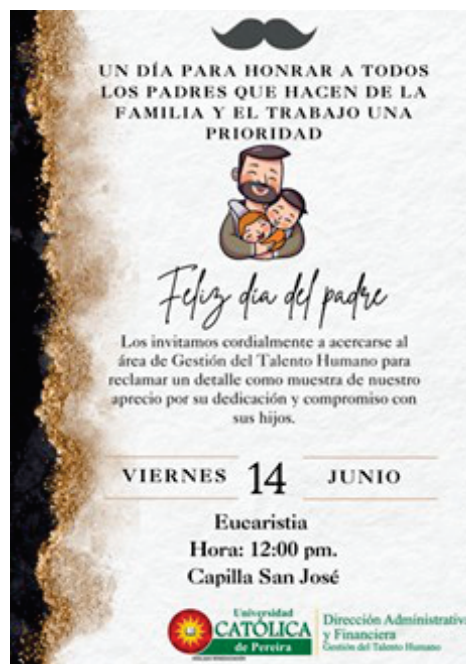 UN DÍA PARA HONRAR A TODOS
LOS PADRES QUE HACEN DE LA
FAMILIA Y EL TRABAJO UNA
PRIORIDAD
Feliz día del padre
Los invitamos cordialmente a acercarse al
área de Gestión del Talento Humano para
reclamar un detalle como muestra de nuestro
aprecio por su dedicación y compromiso con
sus hijos.
VIERNES 14 JUNIO
Eucaristia
Hora: 12:00 pm.
Capilla San José
Universidad
CATÓLICA
de Pereira
Dirección Administrativa
y Financiera
Gestión del Talento Humano